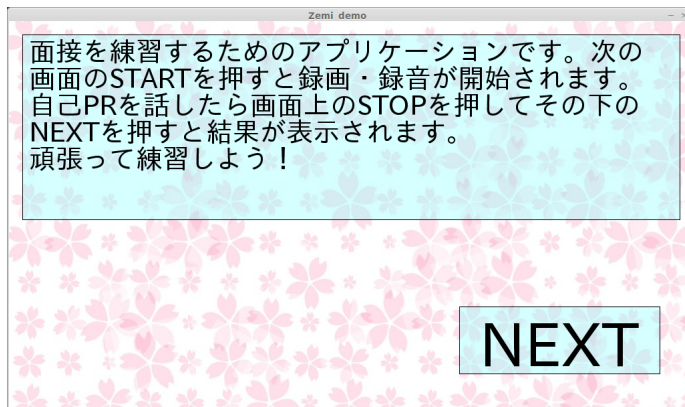 Zemi demo
面接を練習するためのアプリケーションです。次の
画面のSTARTを押すと録画・録音が開始されます。
自己PRを話したら画面上のSTOPを押してその下の
NEXTを押すと結果が表示されます。
頑張って練習しよう！
NEXT